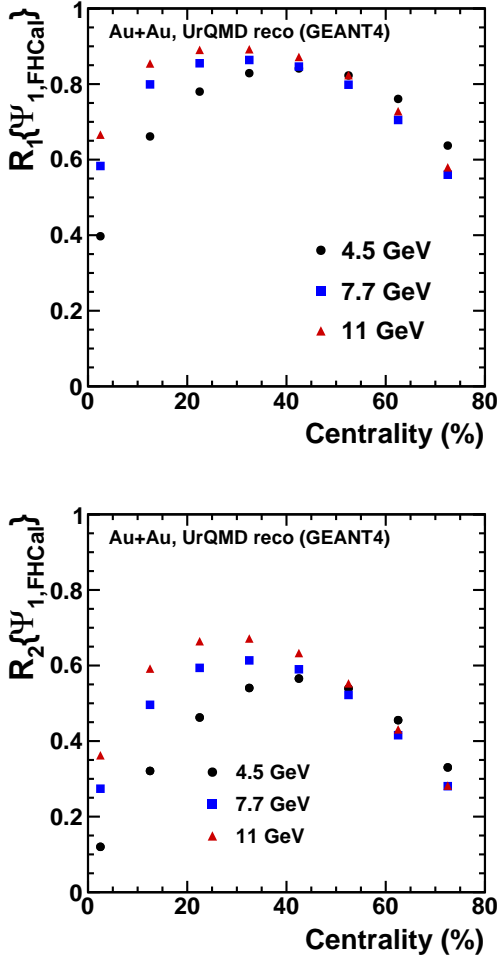 Au+Au, UrQMD reco (GEANT4)
R₁{Ψ₁,FHCal}
1
0.8
0.6
0.4
0.2
0
4.5 GeV
7.7 GeV
11 GeV
0 20 40 60 80
Centrality (%)
Au+Au, UrQMD reco (GEANT4)
R₂{Ψ₁,FHCal}
1
0.8
0.6
0.4
0.2
0
4.5 GeV
7.7 GeV
11 GeV
0 20 40 60 80
Centrality (%)